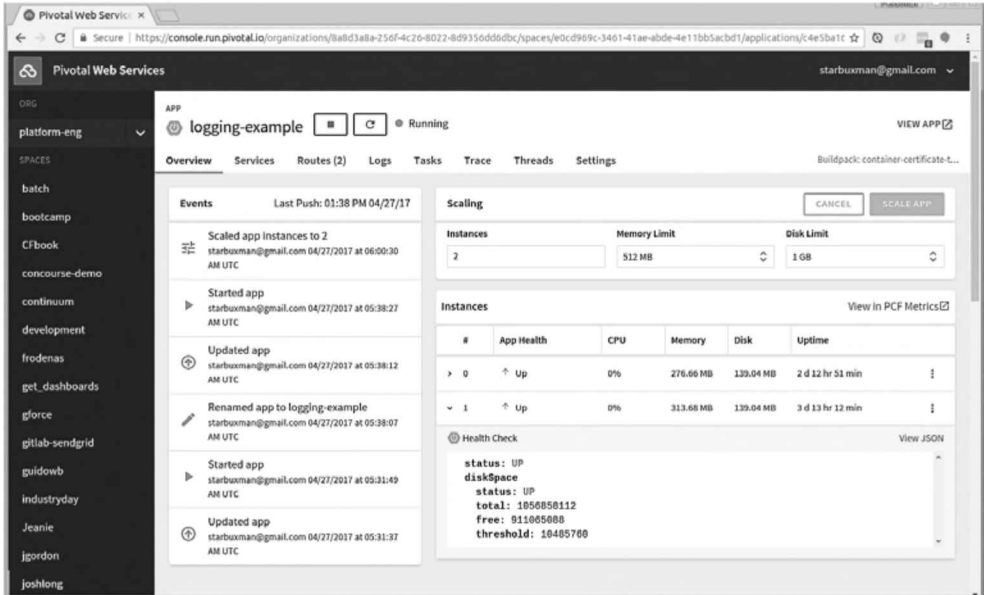 Pivotal Web Service ×
Secure | https://console.run.pivotal.io/organizations/8a8d3a8a-256f-4c26-8022-8d9356dd6dbc/spaces/e0cd969c-3461-41ae-abde-4e11bb5acbd1/applications/c4e5ba1c
Pivotal Web Services
starbuxman@gmail.com
ORG
platform-eng
SPACES
batch
bootcamp
CFbook
concourse-demo
continuum
development
frodenas
get_dashboards
gforce
gitlab-sendgrid
guidowb
industryday
Jeanie
jgordon
joshlong
APP
logging-example
Running
VIEW APP
Overview Services Routes (2) Logs Tasks Trace Threads Settings
Buildpack: container-certificate-t...
Events Last Push: 01:38 PM 04/27/17
Scaled app instances to 2
starbuxman@gmail.com 04/27/2017 at 06:00:30
AM UTC
Started app
starbuxman@gmail.com 04/27/2017 at 05:38:27
AM UTC
Updated app
starbuxman@gmail.com 04/27/2017 at 05:38:12
AM UTC
Renamed app to logging-example
starbuxman@gmail.com 04/27/2017 at 05:38:07
AM UTC
Started app
starbuxman@gmail.com 04/27/2017 at 05:31:49
AM UTC
Updated app
starbuxman@gmail.com 04/27/2017 at 05:31:37
AM UTC
Scaling CANCEL SCALE APP
Instances Memory Limit Disk Limit
2 512 MB 1 GB
Instances View in PCF Metrics
# App Health CPU Memory Disk Uptime
0 Up 0% 276.66 MB 139.04 MB 2 d 12 hr 51 min
1 Up 0% 313.68 MB 139.04 MB 3 d 13 hr 12 min
Health Check View JSON
status: UP
diskSpace
status: UP
total: 1056858112
free: 911065088
threshold: 10485760